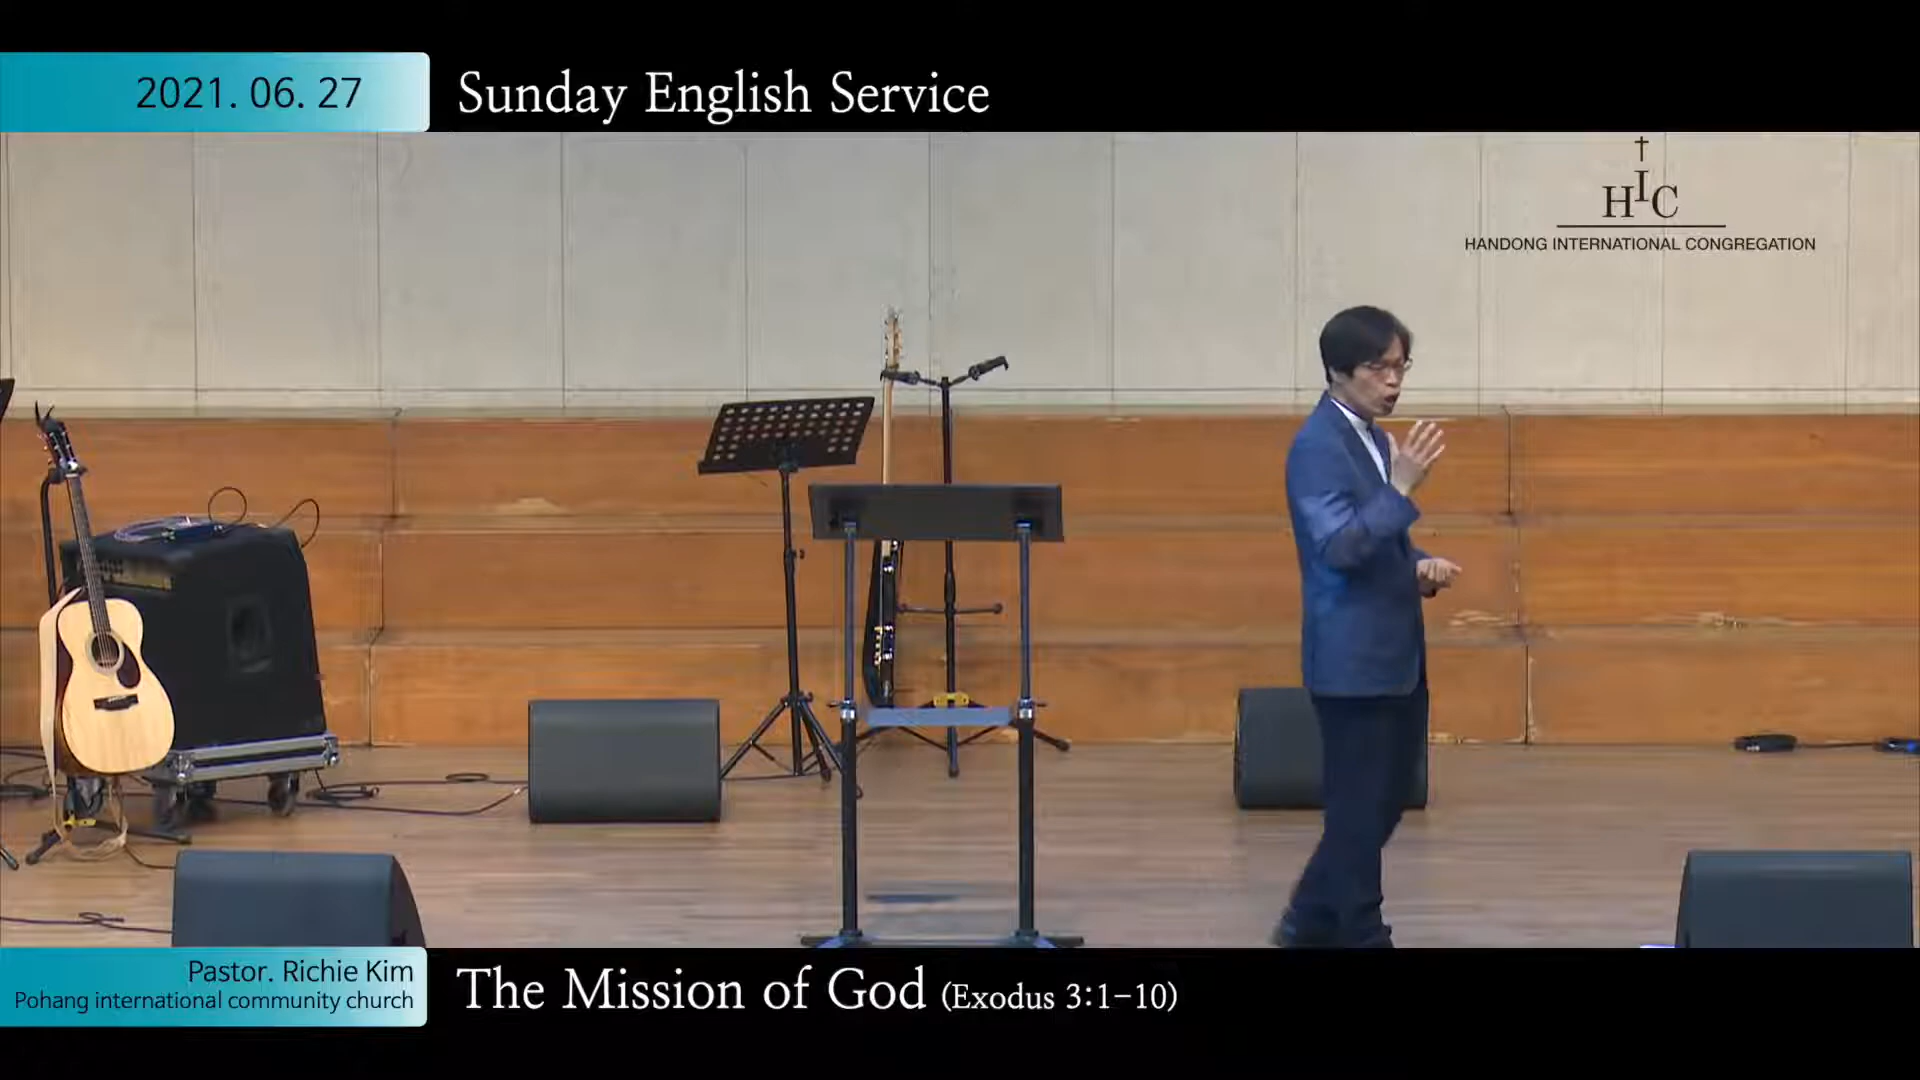 2021. 06. 27
Sunday English Service
HIC
HANDONG INTERNATIONAL CONGREGATION
Pastor. Richie Kim
Pohang international community church
The Mission of God (Exodus 3:1-10)